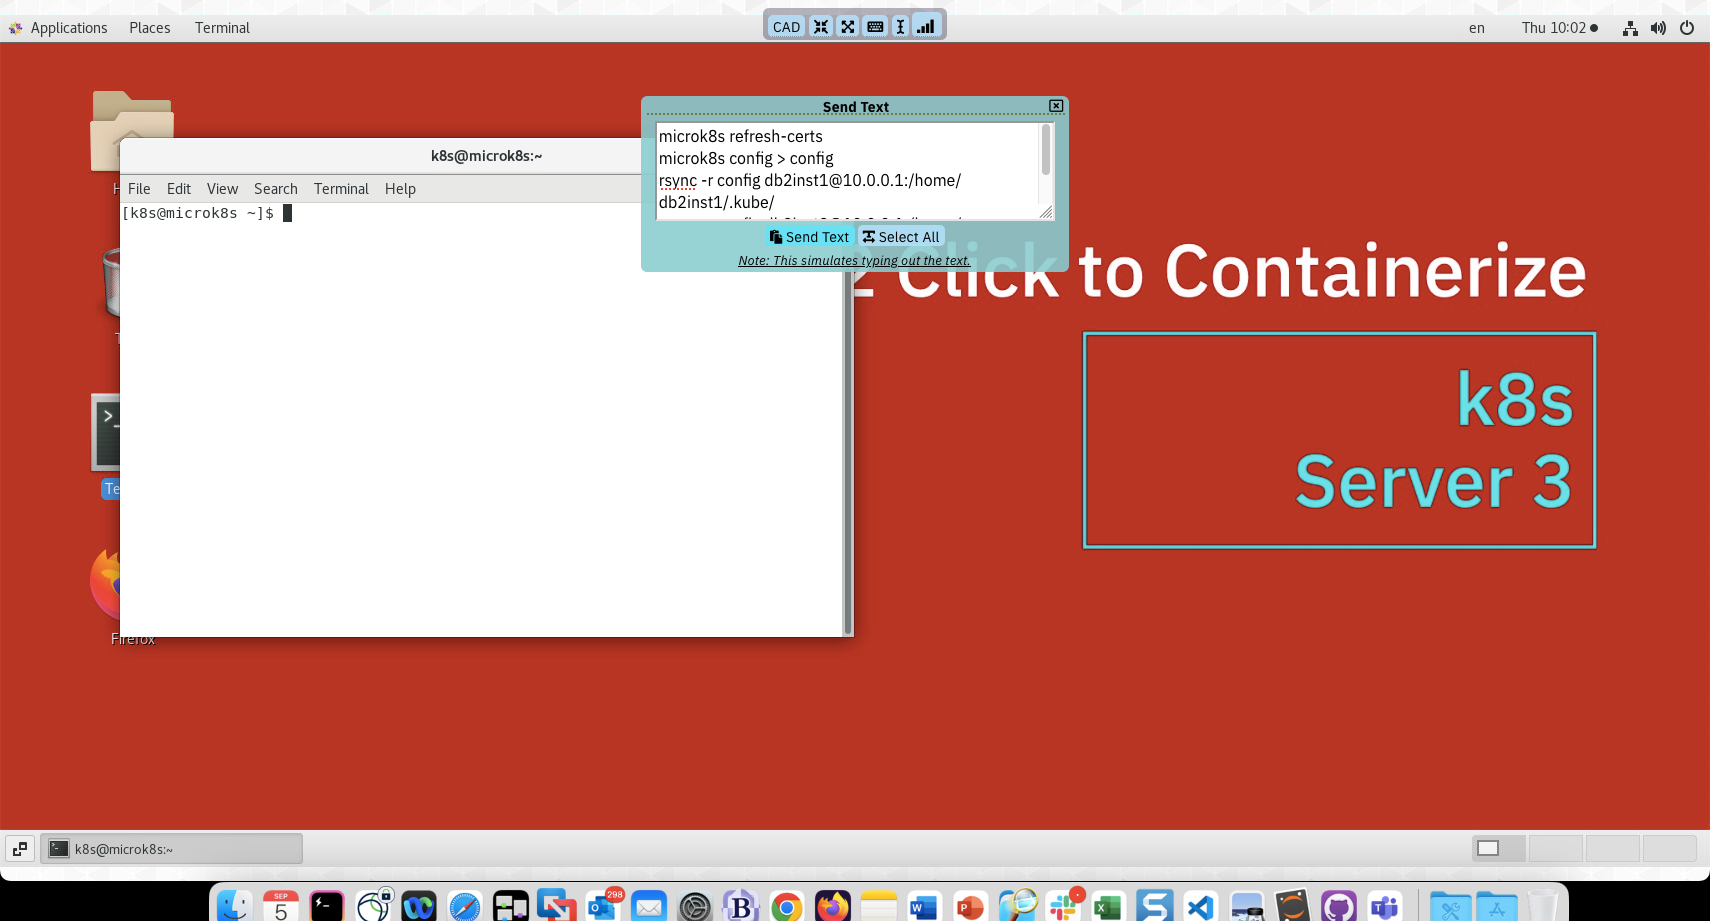 Applications Places Terminal
CAD
en Thu 10:02
Send Text
microk8s refresh-certs
microk8s config > config
rsync -r config db2inst1@10.0.0.1:/home/
db2inst1/.kube/
Send Text Select All
Note: This simulates typing out the text.
k8s@microk8s:~
File Edit View Search Terminal Help
[k8s@microk8s ~]$
2 Click to Containerize
k8s
Server 3
Te
Firefox
k8s@microk8s:~
SEP
5
298